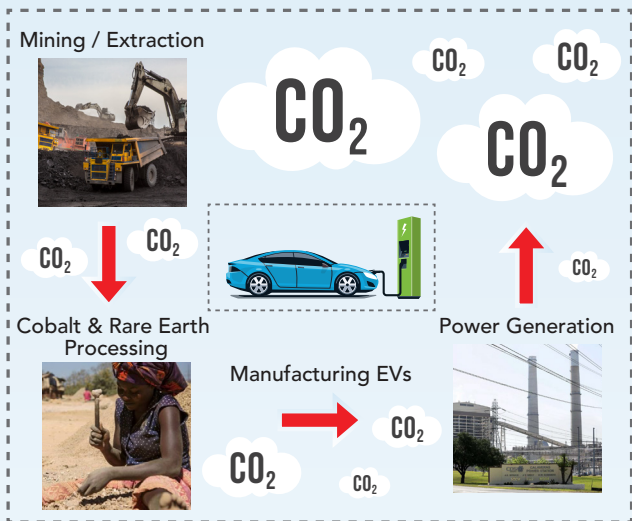 Mining / Extraction
CO₂
CO₂
CO₂
CO₂
CO₂
CO₂
CO₂
Cobalt & Rare Earth
Processing
Power Generation
Manufacturing EVs
CO₂
CO₂
CO₂